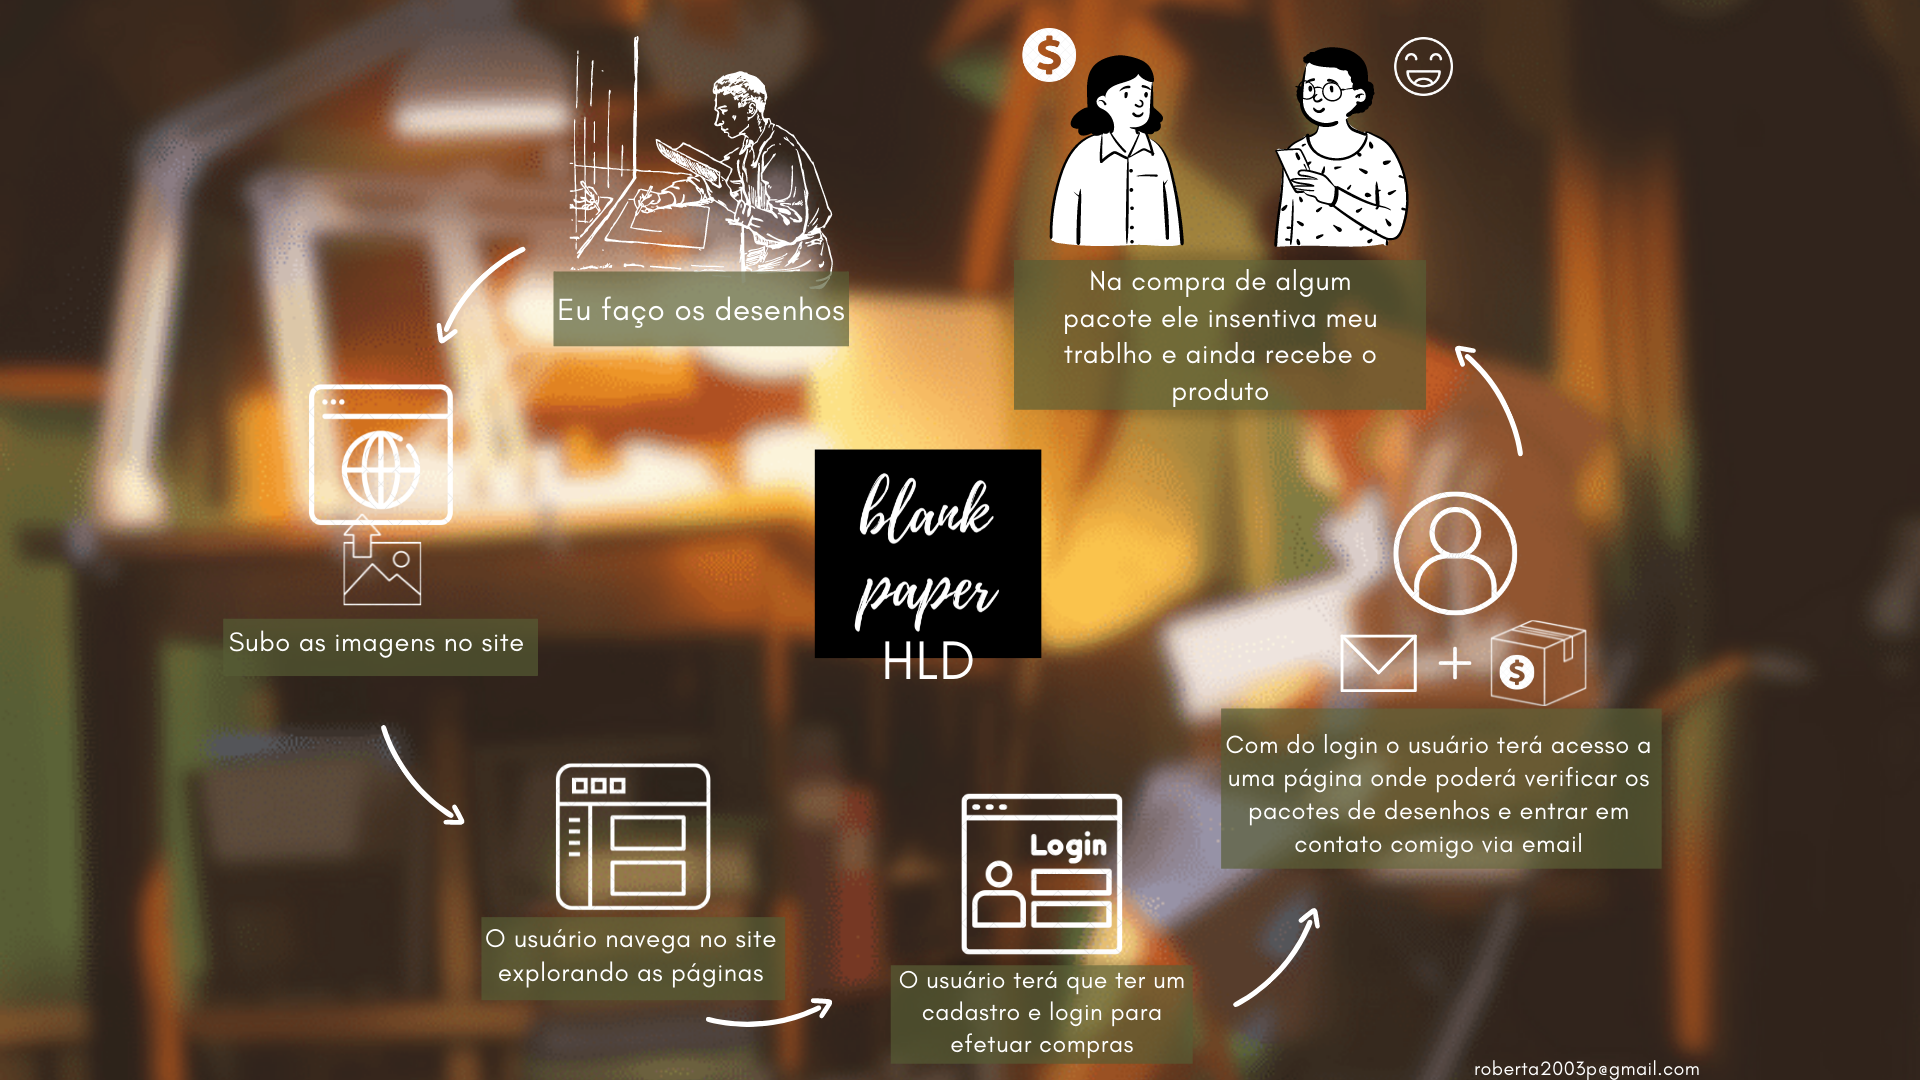 Eu faço os desenhos
Subo as imagens no site
O usuário navega no site
explorando as páginas
Login
O usuário terá que ter um
cadastro e login para
efetuar compras
$
Com do login o usuário terá acesso a
uma página onde poderá verificar os
pacotes de desenhos e entrar em
contato comigo via email
$
Na compra de algum
pacote ele insentiva meu
trablho e ainda recebe o
produto
blank
paper
HLD
roberta2003p@gmail.com